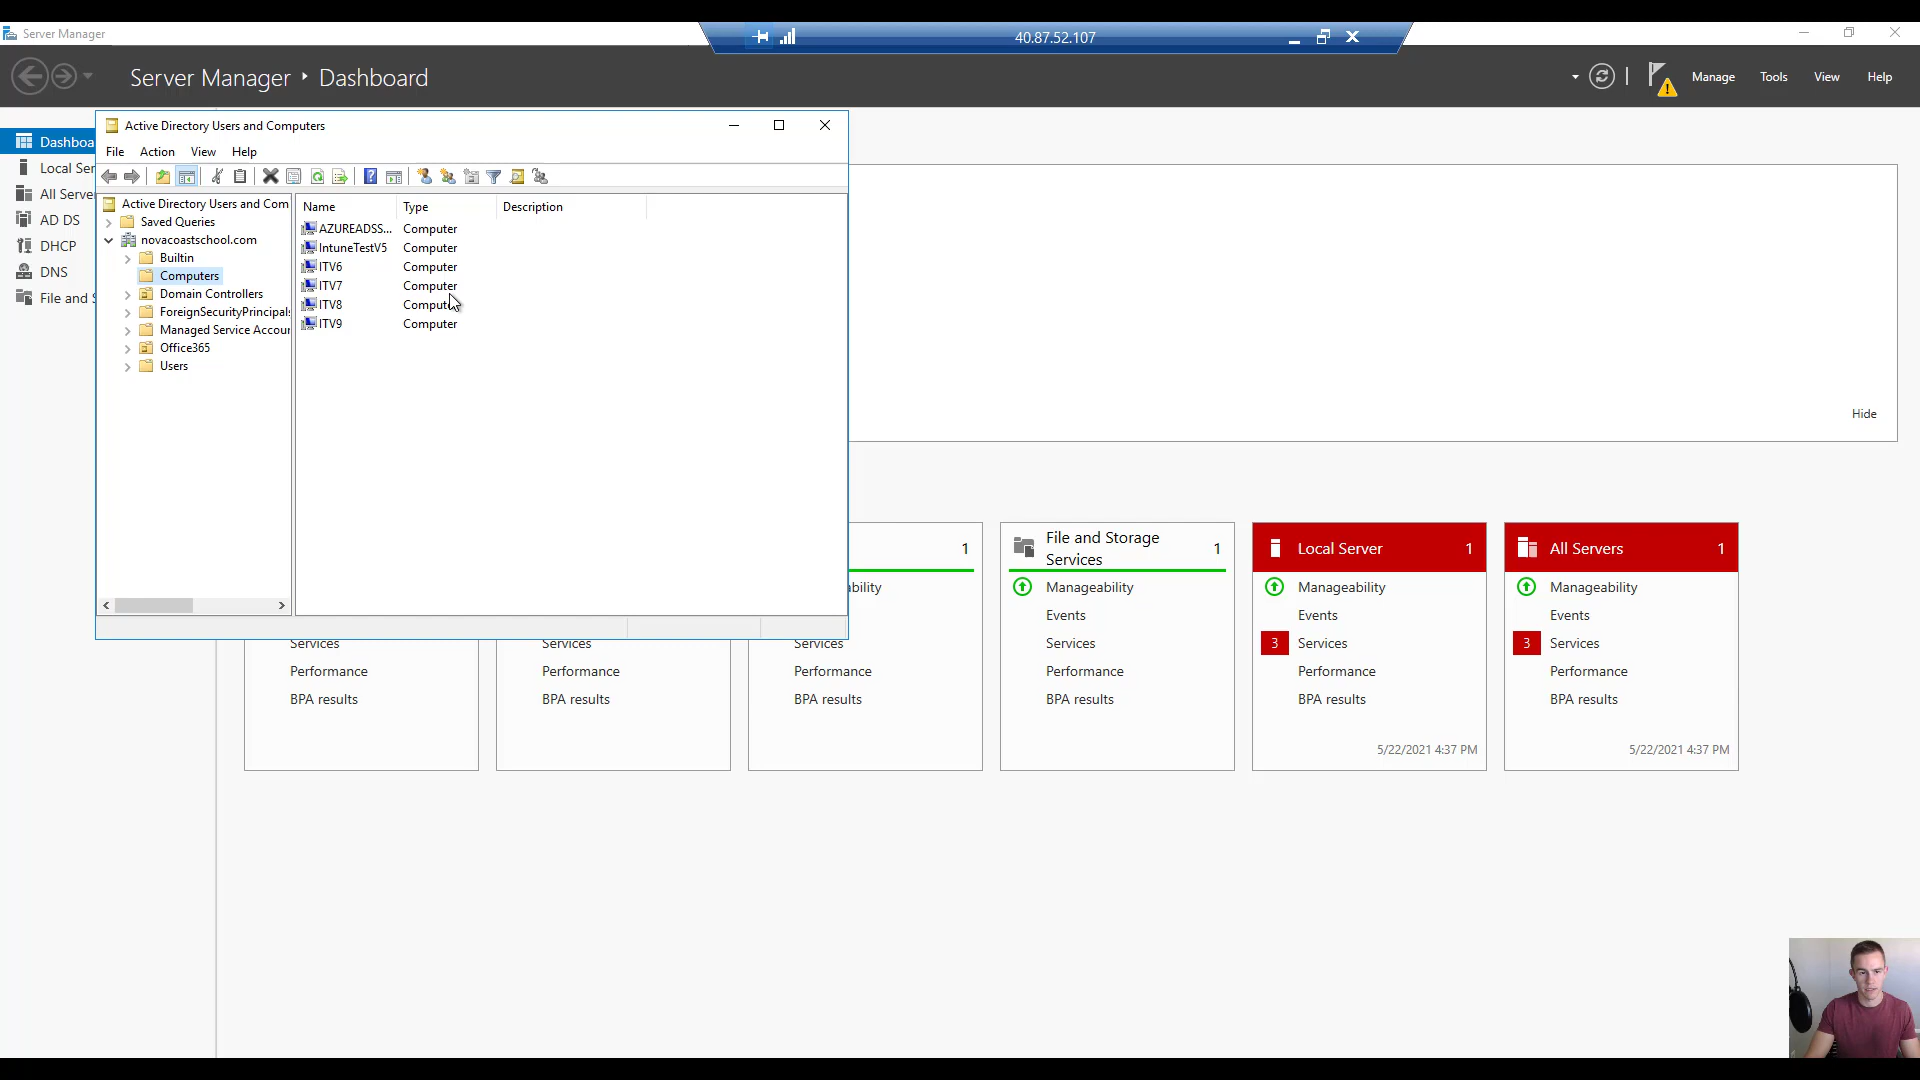 Server Manager
40.87.52.107
Server Manager
Dashboard
Manage
Tools
View
Help
Dashboa
Local Ser
All Serve
AD DS
DHCP
DNS
File and S
Active Directory Users and Computers
File
Action
View
Help
Active Directory Users and Com
Saved Queries
novacoastschool.com
Builtin
Computers
Domain Controllers
ForeignSecurityPrincipals
Managed Service Accoun
Office365
Users
Name
Type
Description
AZUREADSS...
Computer
IntuneTestV5
Computer
ITV6
Computer
ITV7
Computer
ITV8
Computer
ITV9
Computer
Hide
Services
Performance
BPA results
Services
Performance
BPA results
1
ability
Services
Performance
BPA results
File and Storage
Services
1
Manageability
Events
Services
Performance
BPA results
Local Server
1
Manageability
Events
3
Services
Performance
BPA results
5/22/2021 4:37 PM
All Servers
1
Manageability
Events
3
Services
Performance
BPA results
5/22/2021 4:37 PM